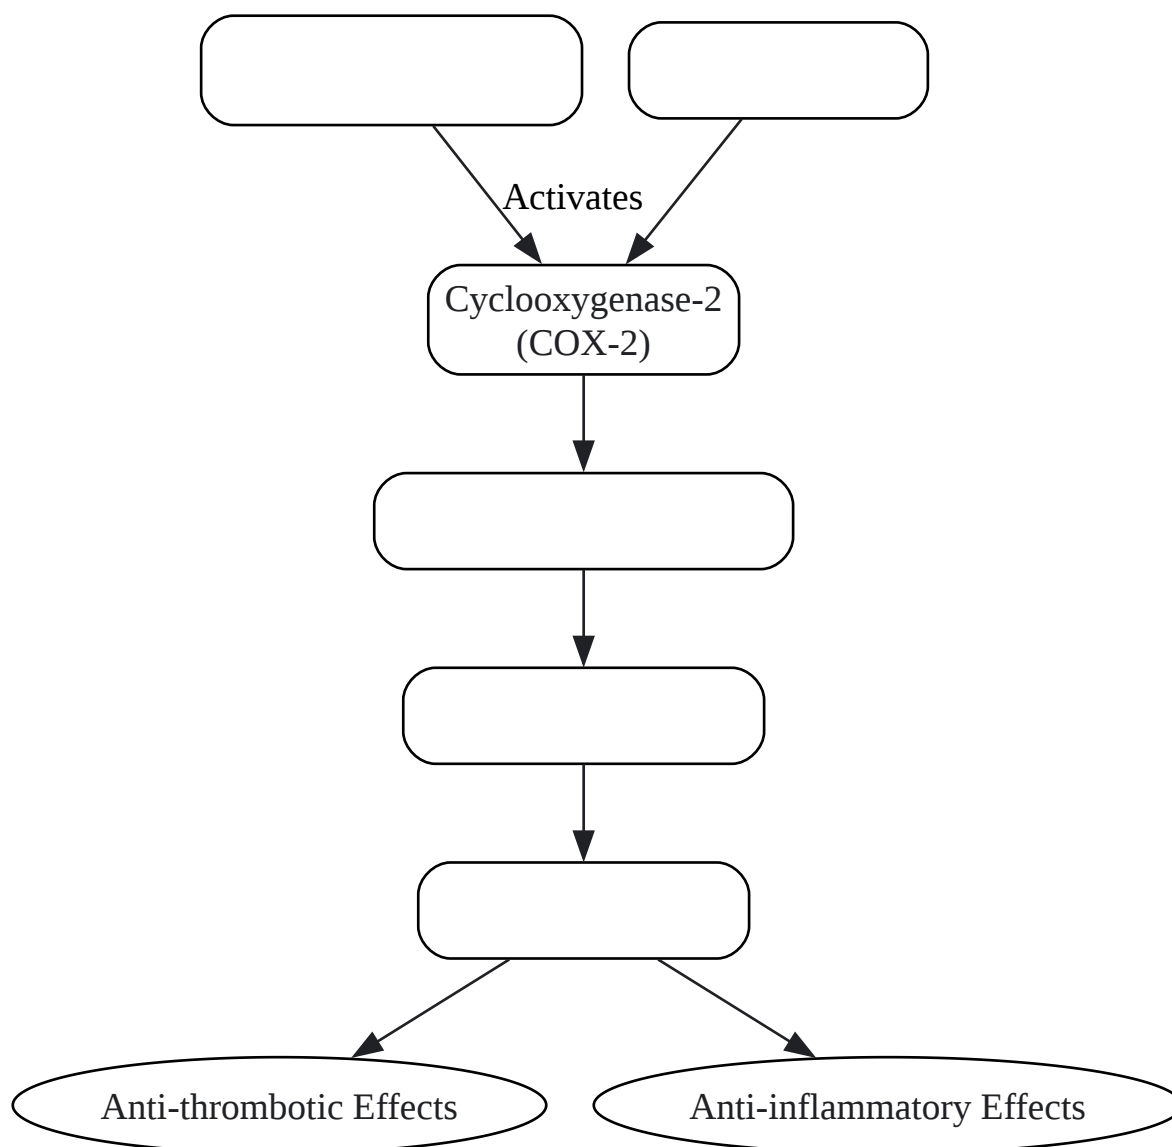 Activates
Cyclooxygenase-2
(COX-2)
Anti-thrombotic Effects
Anti-inflammatory Effects